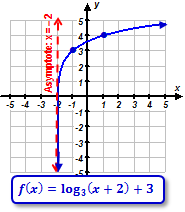 y
Asymptote: x = −2
5
4
3
2
1
x
-5 -4 -3 -2 -1 1 2 3 4 5
-1
-2
-3
-4
-5
f(x) = log₃(x + 2) + 3